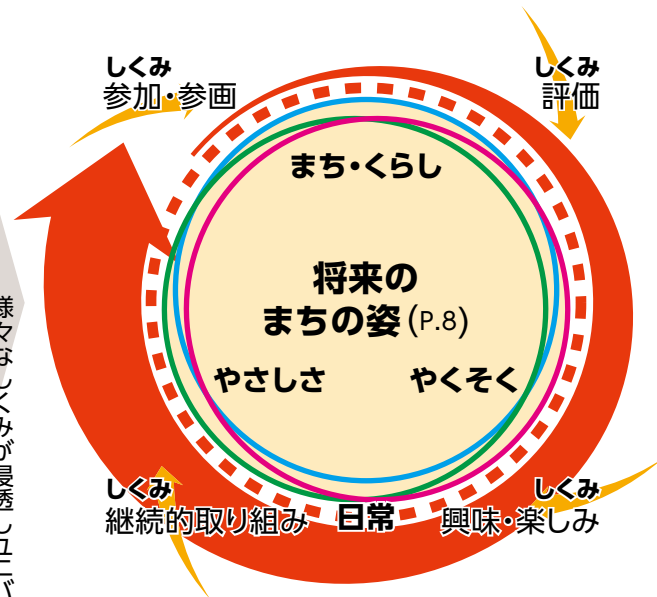 しくみ
参加・参画
しくみ
評価
まち・くらし
将来の
まちの姿(P.8)
やさしさ
やくそく
しくみ
継続的取り組み
日常
しくみ
興味・楽しみ
様々なしくみが浸透しユニバ